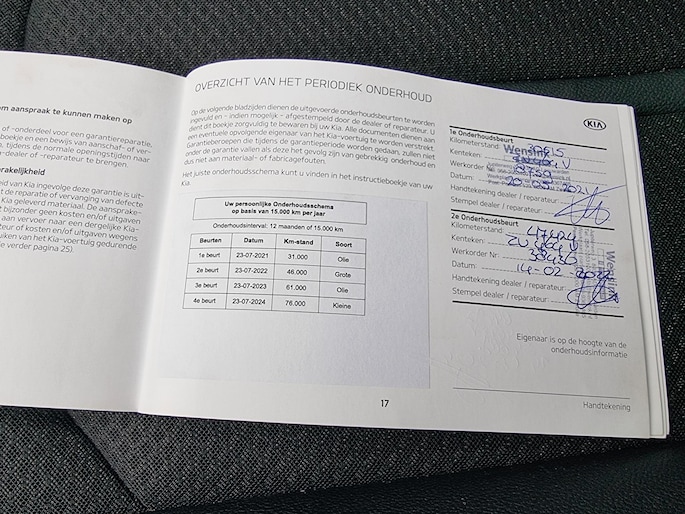 om aanspraak te kunnen maken op
of -onderdeel voor een garantiereparatie,
boekje en een bewijs van aanschaf- of ver-
n, tijdens de normale openingstijden naar
-dealer of -reparateur te brengen.
rakelijkheid
eid van Kia ingevolge deze garantie is uit-
t de reparatie of vervanging van defecte
Kia geleverd materiaal. De aansprake-
t bijzonder geen kosten en/of uitgaven
aan vervoer naar een dergelijke Kia-
teur of kosten en/of uitgaven wegens
uiken van het Kia-voertuig gedurende
e verder pagina 25).
OVERZICHT VAN HET PERIODIEK ONDERHOUD
Op de volgende bladzijden dienen de uitgevoerde onderhoudsbeurten te worden
ingevuld en - indien mogelijk - afgestempeld door de dealer of reparateur. U
dient dit boekje zorgvuldig te bewaren bij uw Kia. Alle documenten dienen aan
een eventuele opvolgende eigenaar van het Kia-voertuig te worden verstrekt.
Garantieberoepen die tijdens de garantieperiode worden gedaan, zullen niet
onder de garantie vallen als deze het gevolg zijn van gebrekkig onderhoud en
dus niet aan materiaal- of fabricagefouten.
Het juiste onderhoudsschema kunt u vinden in het instructieboekje van uw
Kia.
Uw persoonlijke Onderhoudsschema
op basis van 15.000 km per jaar
Onderhoudsinterval: 12 maanden of 15.000 km
Beurten Datum Km-stand Soort
1e beurt 23-07-2021 31.000 Olie
2e beurt 23-07-2022 46.000 Grote
3e beurt 23-07-2023 61.000 Olie
4e beurt 23-07-2024 76.000 Kleine
17
KIA
1e Onderhoudsbeurt
Kilometerstand:
Kenteken: Wensink
Werkorder Nr:
Datum:
Handtekening dealer / reparateur:
Stempel dealer / reparateur:
2e Onderhoudsbeurt
Kilometerstand:
Kenteken:
Werkorder Nr:
Datum: 14-02-2022
Handtekening dealer / reparateur:
Stempel dealer / reparateur:
Eigenaar is op de hoogte van de
onderhoudsinformatie
Handtekening